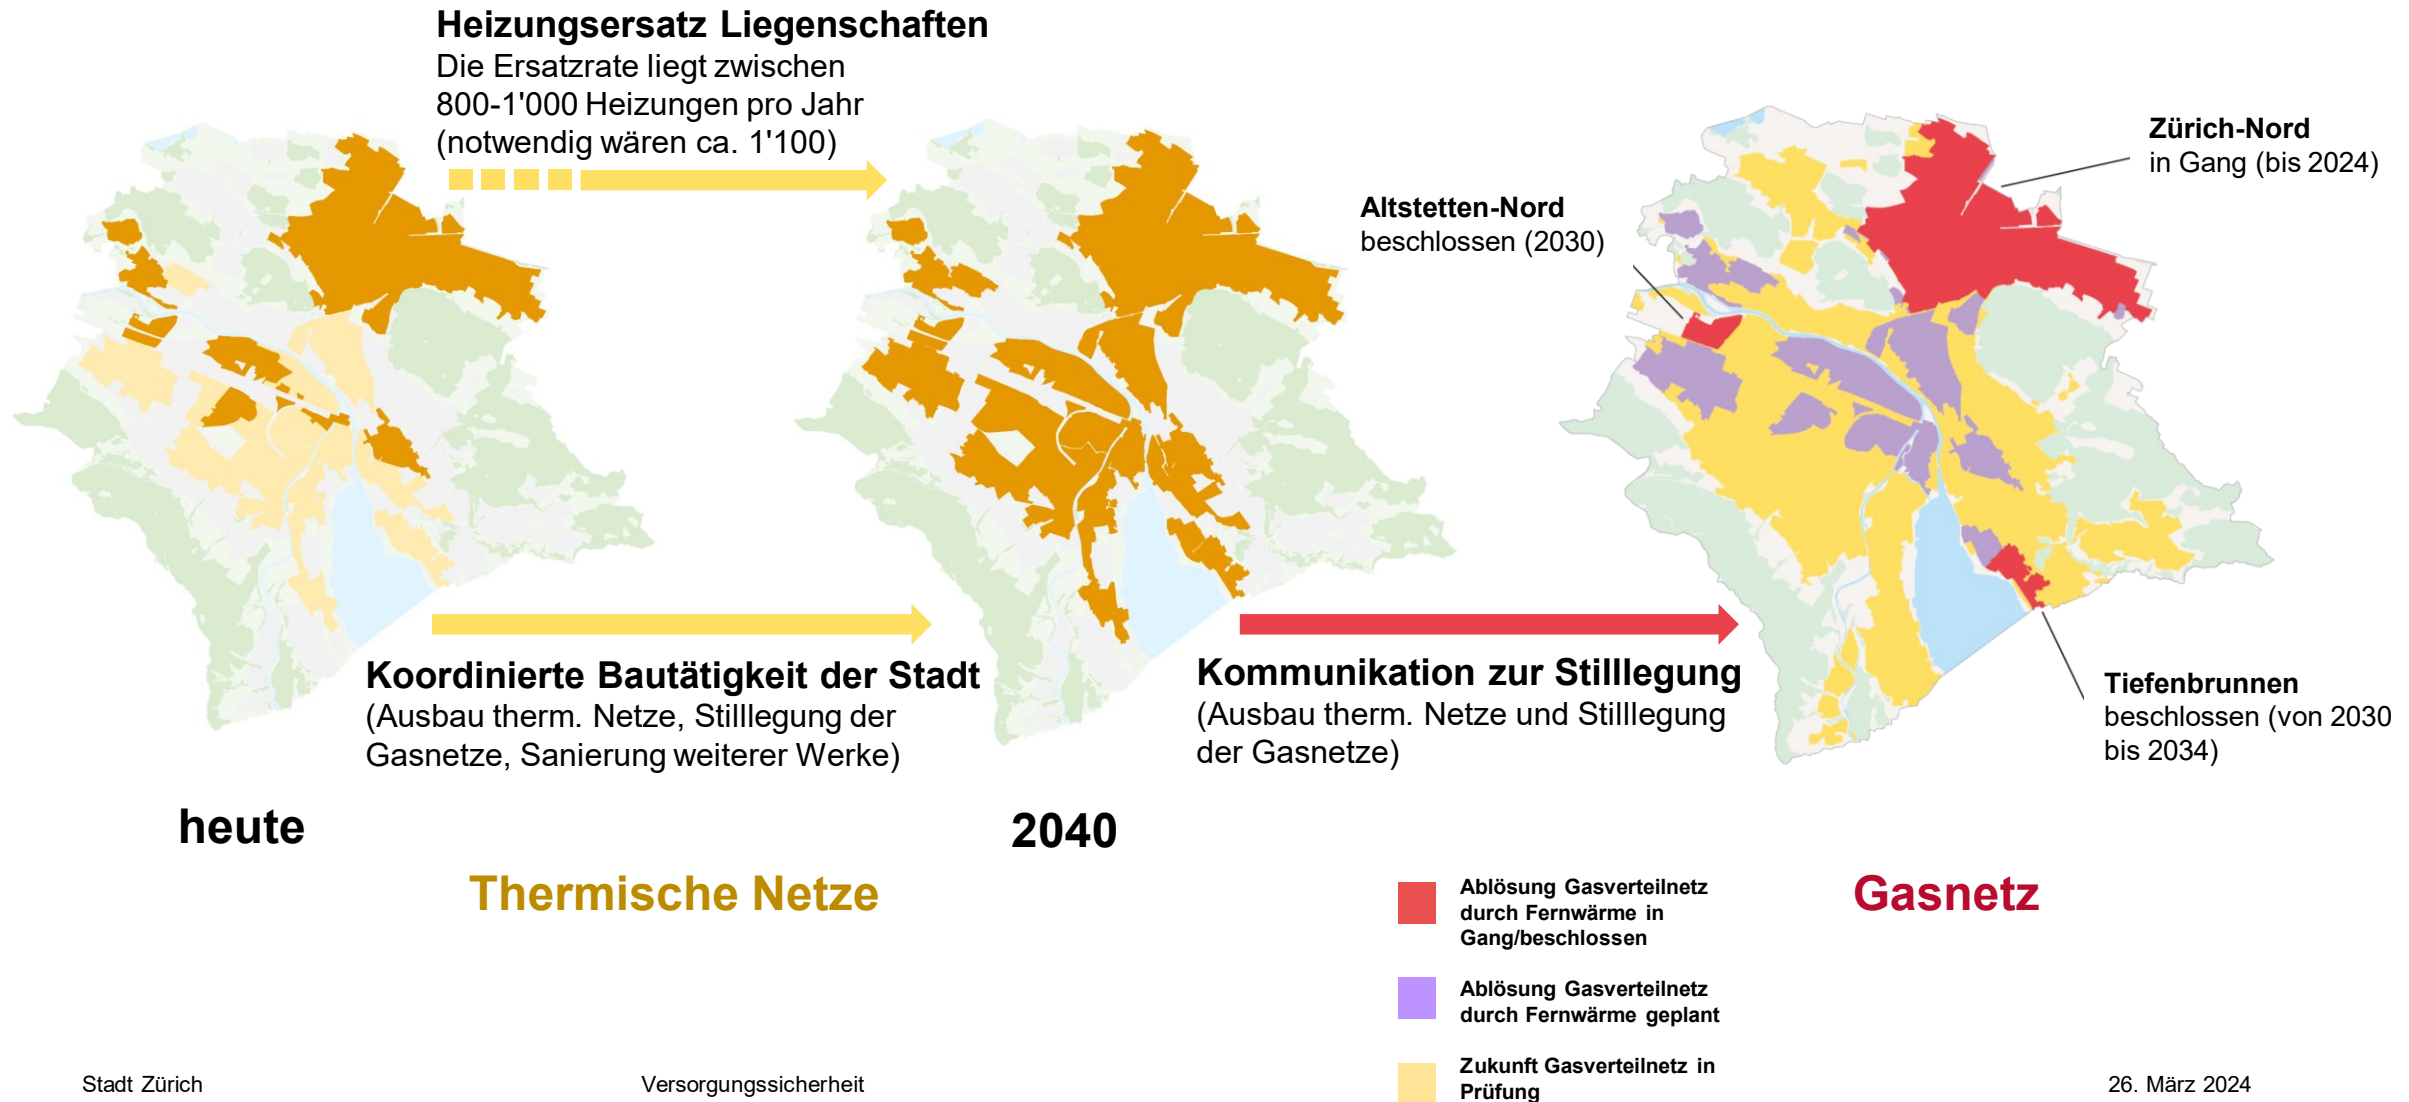 Heizungsersatz Liegenschaften
Die Ersatzrate liegt zwischen
800-1'000 Heizungen pro Jahr
(notwendig wären ca. 1'100)
Zürich-Nord
in Gang (bis 2024)
Altstetten-Nord
beschlossen (2030)
Koordinierte Bautätigkeit der Stadt
(Ausbau therm. Netze, Stilllegung der
Gasnetze, Sanierung weiterer Werke)
Kommunikation zur Stilllegung
(Ausbau therm. Netze und Stilllegung
der Gasnetze)
Tiefenbrunnen
beschlossen (von 2030
bis 2034)
heute
2040
Thermische Netze
Gasnetz
Ablösung Gasverteilnetz
durch Fernwärme in
Gang/beschlossen
Ablösung Gasverteilnetz
durch Fernwärme geplant
Zukunft Gasverteilnetz in
Prüfung
Stadt Zürich
Versorgungssicherheit
26. März 2024